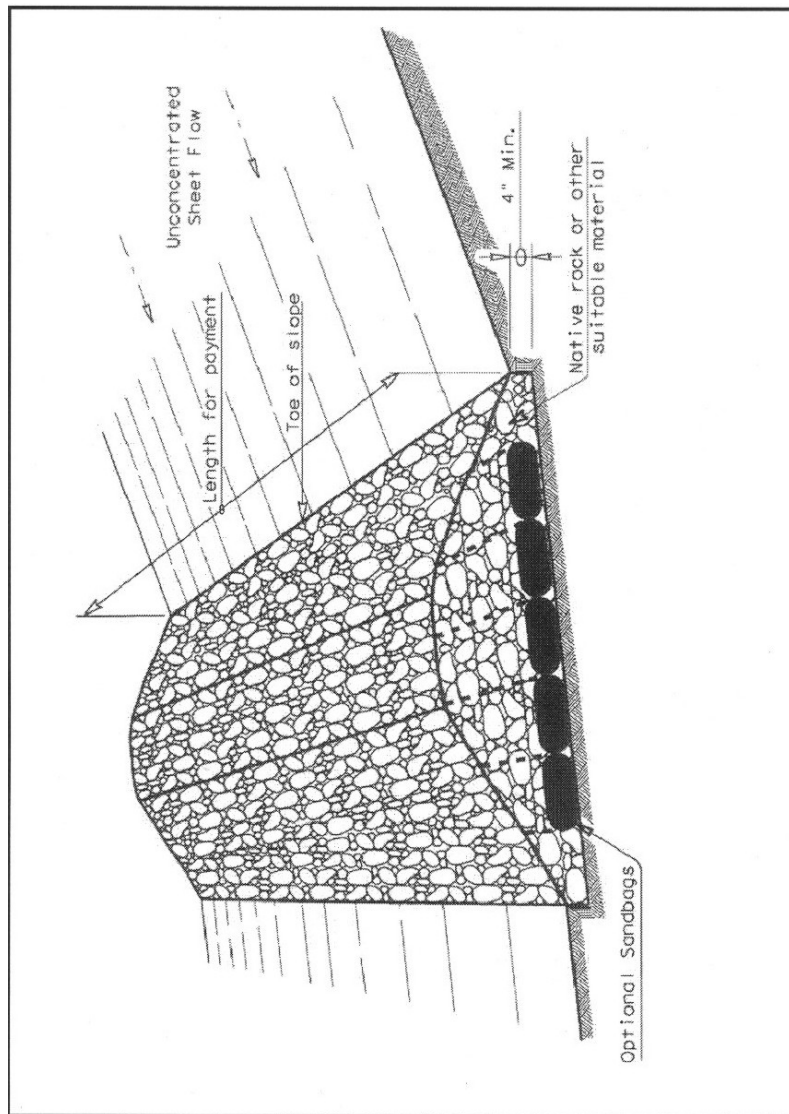 Unconcentrated
Sheet Flow
Length for payment
Toe of slope
4" Min.
Native rock or other
suitable material
Optional Sandbags